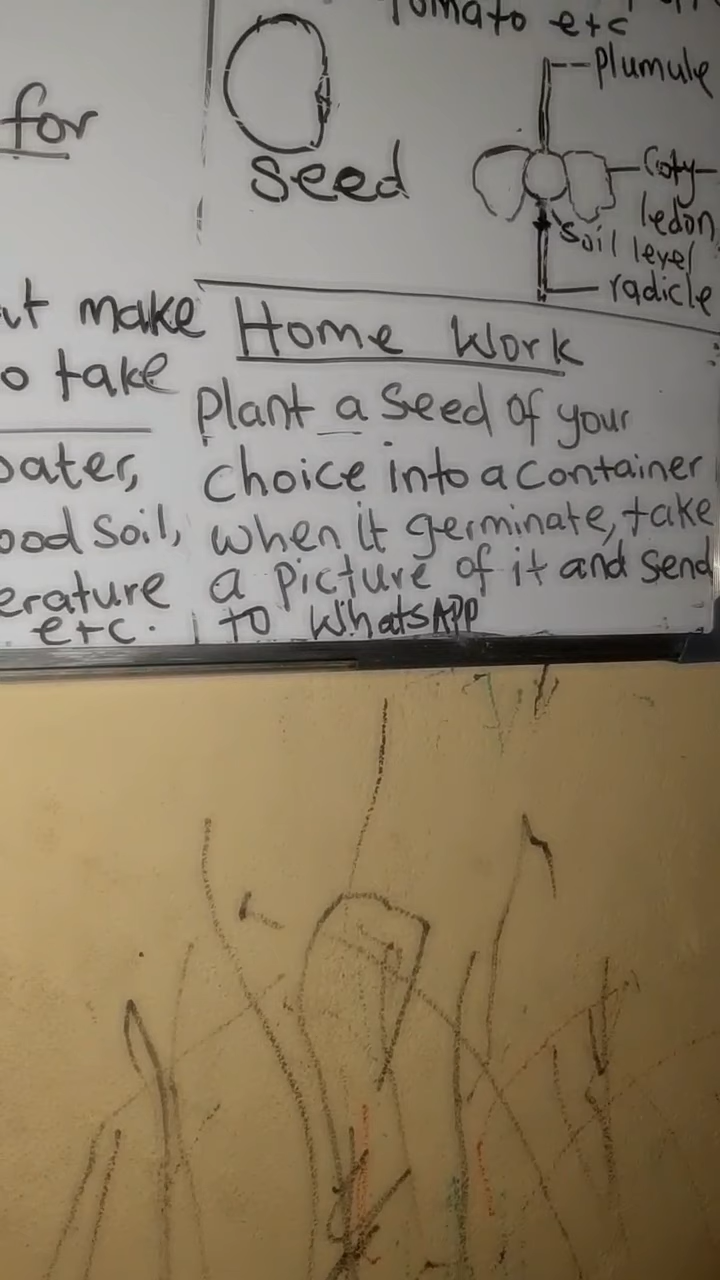 Tomato etc
for
seed
plumule
Coty-
ledon
soil level
radicle
make
to take
water,
good soil,
etc.
Home Work
Plant a seed of your
choice into a container
when it germinate, take
a picture of it and send
to WhatsAPP